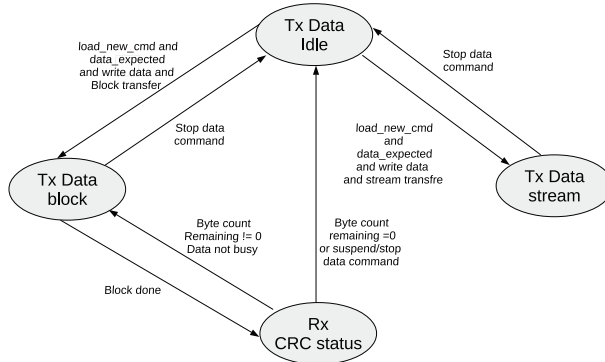 Tx Data
Idle
load_new_cmd and
data_expected
and write data and
Block transfer
Stop data
command
Stop data
command
load_new_cmd
and
data_expected
and write data
and stream transfre
Tx Data
block
Tx Data
stream
Byte count
Remaining != 0
Data not busy
Byte count
remaining =0
or suspend/stop
data command
Block done
Rx
CRC status